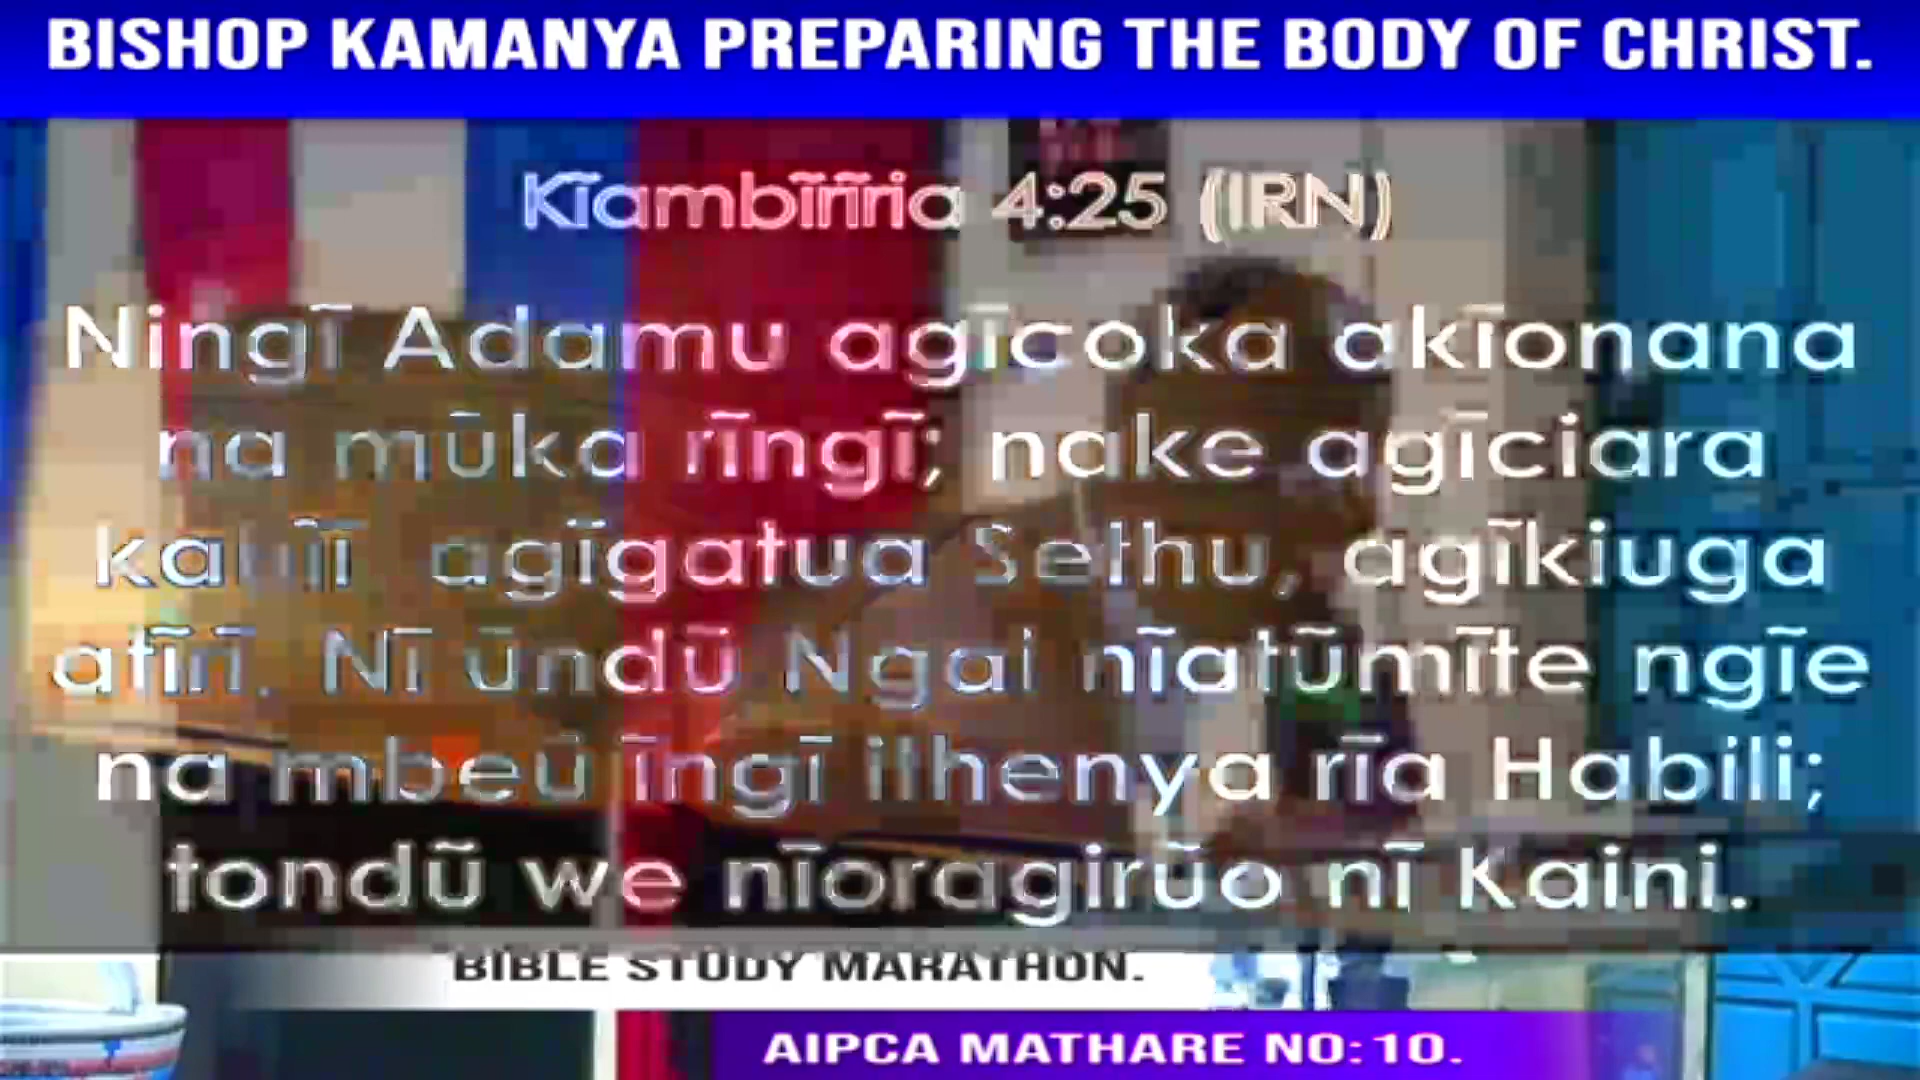 BISHOP KAMANYA PREPARING THE BODY OF CHRIST.
Kĩambĩrĩria 4:25 (IRN)
Ningĩ Adamu agĩcoka akĩonana
na mũka rĩngĩ; nake agĩciara
agĩgatua Sethu, agĩkiuga
atĩrĩ. Nĩ ũndũ Ngai nĩatũmĩte ngĩe
na mbeũ ĩngĩ ithenya rĩa Habili;
tondũ we nĩoragirũo nĩ Kaini.
BIBLE STUDY MARATHON.
AIPCA MATHARE NO:10.